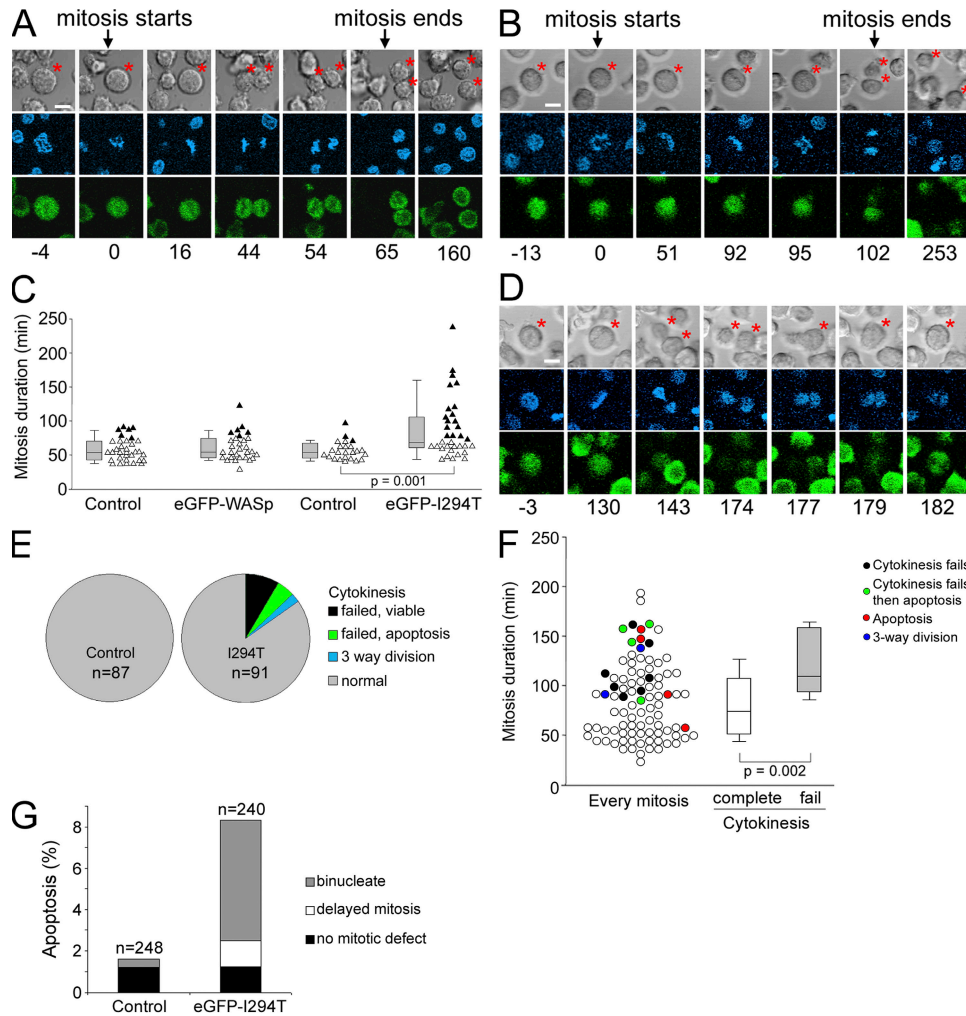 A
mitosis starts
mitosis ends
-4 0 16 44 54 65 160
B
mitosis starts
mitosis ends
-13 0 51 92 95 102 253
C
Mitosis duration (min)
250
200
150
100
50
0
p = 0.001
Control eGFP-WASp Control eGFP-I294T
D
-3 130 143 174 177 179 182
E
Control
n=87
I294T
n=91
Cytokinesis
failed, viable
failed, apoptosis
3 way division
normal
F
Mitosis duration (min)
250
200
150
100
50
0
p = 0.002
Every mitosis
complete fail
Cytokinesis
Cytokinesis fails
Cytokinesis fails
then apoptosis
Apoptosis
3-way division
G
Apoptosis (%)
8
6
4
2
0
n=248
n=240
Control eGFP-I294T
binucleate
delayed mitosis
no mitotic defect